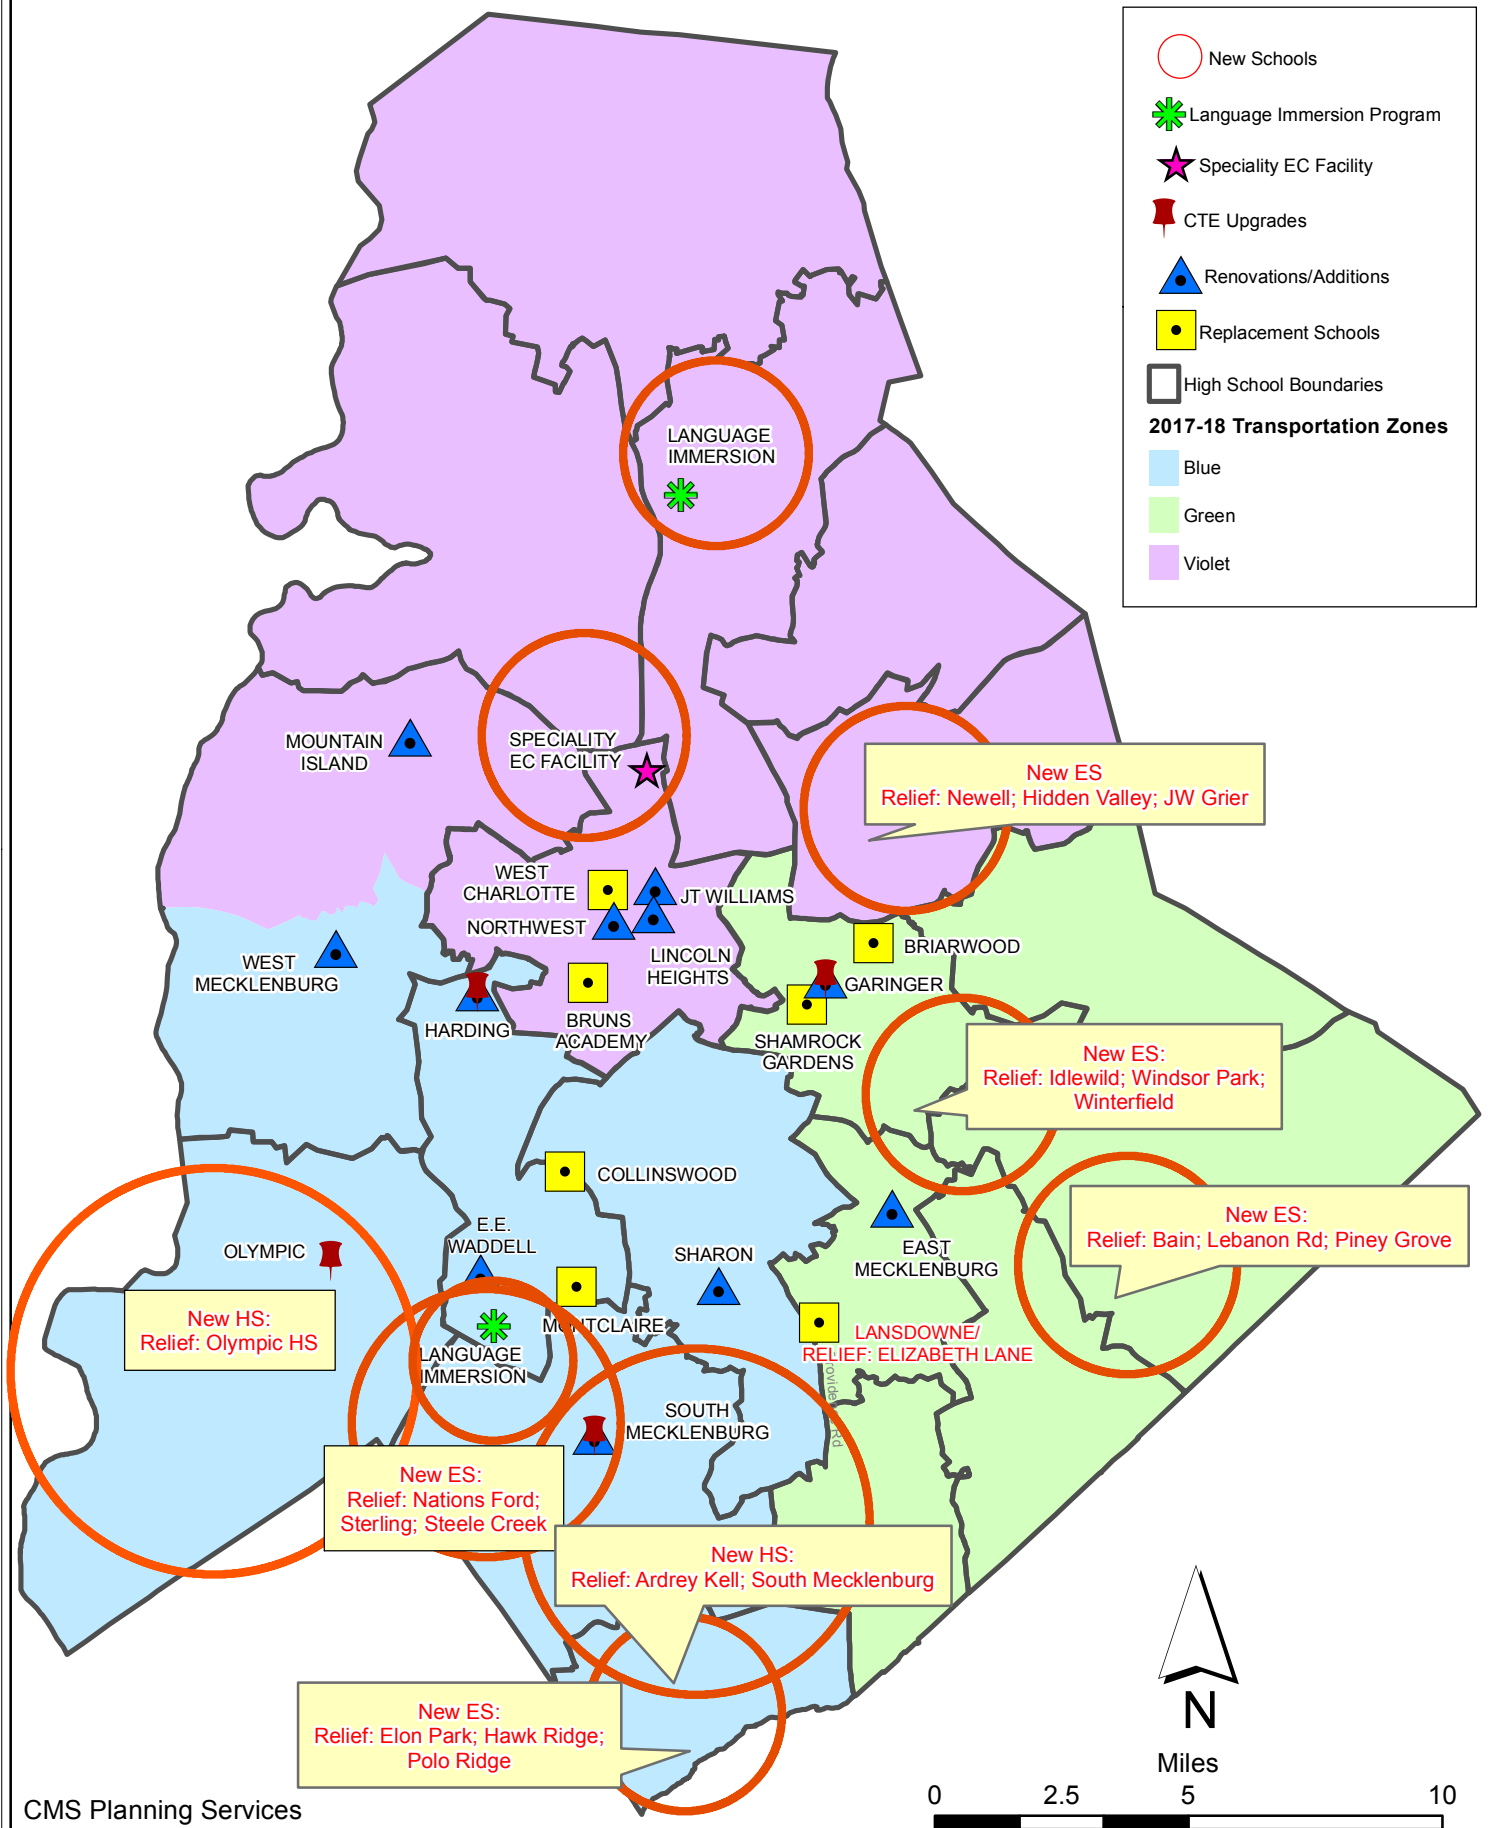 New Schools
Language Immersion Program
Speciality EC Facility
CTE Upgrades
Renovations/Additions
Replacement Schools
High School Boundaries
2017-18 Transportation Zones
Blue
Green
Violet
LANGUAGE
IMMERSION
MOUNTAIN
ISLAND
SPECIALITY
EC FACILITY
New ES
Relief: Newell; Hidden Valley; JW Grier
WEST
CHARLOTTE
JT WILLIAMS
NORTHWEST
LINCOLN
HEIGHTS
BRIARWOOD
WEST
MECKLENBURG
GARINGER
HARDING
BRUNS
ACADEMY
SHAMROCK
GARDENS
New ES:
Relief: Idlewild; Windsor Park;
Winterfield
COLLINSWOOD
E.E.
WADDELL
OLYMPIC
SHARON
EAST
MECKLENBURG
New ES:
Relief: Bain; Lebanon Rd; Piney Grove
New HS:
Relief: Olympic HS
MONTCLAIRE
LANSDOWNE/
RELIEF: ELIZABETH LANE
LANGUAGE
IMMERSION
Providence Rd
SOUTH
MECKLENBURG
New ES:
Relief: Nations Ford;
Sterling; Steele Creek
New HS:
Relief: Ardrey Kell; South Mecklenburg
New ES:
Relief: Elon Park; Hawk Ridge;
Polo Ridge
N
Miles
0 2.5 5 10
CMS Planning Services